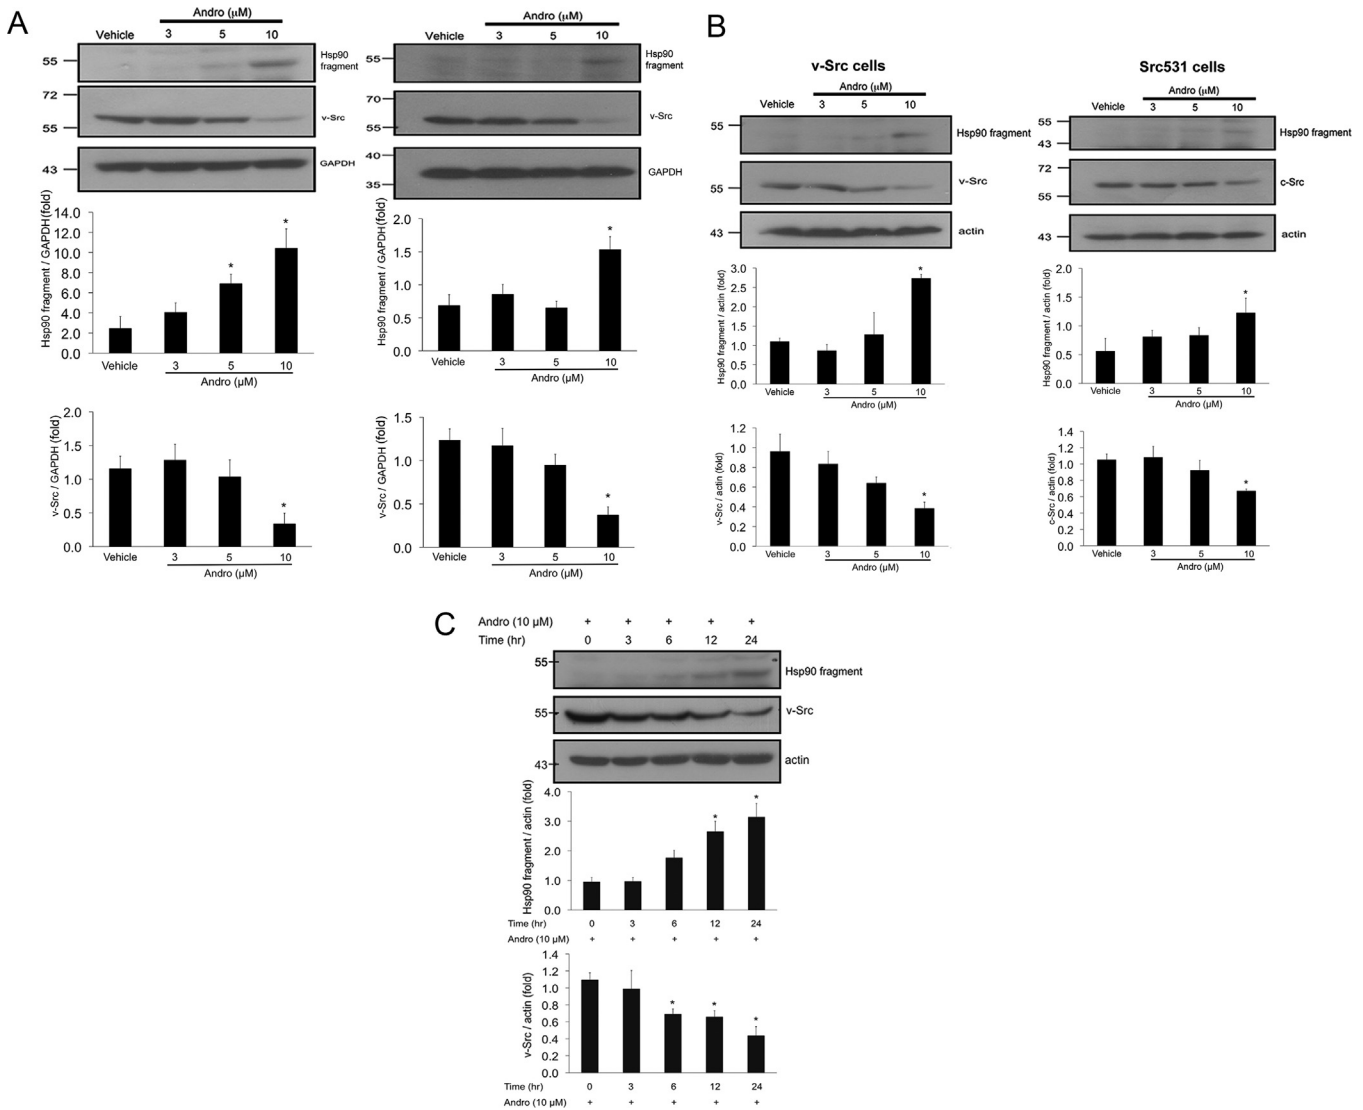 A
Andro (μM)
Vehicle 3 5 10
55
Hsp90
fragment
72
55
v-Src
43
GAPDH
Hsp90 fragment / GAPDH(fold)
14.0
12.0
10.0
8.0
6.0
4.0
2.0
0.0
*
*
Vehicle 3 5 10
Andro (μM)
v-Src / GAPDH (fold)
2.0
1.5
1.0
0.5
0.0
*
Vehicle 3 5 10
Andro (μM)
Andro (μM)
Vehicle 3 5 10
55
Hsp90
fragment
70
55
v-Src
40
35
GAPDH
Hsp90 fragment / GAPDH (fold)
2.0
1.5
1.0
0.5
0.0
*
Vehicle 3 5 10
Andro (μM)
v-Src / GAPDH (fold)
1.5
1.0
0.5
0.0
*
Vehicle 3 5 10
Andro (μM)
B
v-Src cells
Andro (μM)
Vehicle 3 5 10
55
Hsp90 fragment
55
v-Src
43
actin
Hsp90 fragment / actin (fold)
3.0
2.5
2.0
1.5
1.0
0.5
0.0
*
Vehicle 3 5 10
Andro (μM)
v-Src / actin (fold)
1.2
1.0
0.8
0.6
0.4
0.2
0.0
*
Vehicle 3 5 10
Andro (μM)
Src531 cells
Andro (μM)
Vehicle 3 5 10
55
43
Hsp90 fragment
72
55
c-Src
43
actin
Hsp90 fragment / actin (fold)
2.0
1.5
1.0
0.5
0.0
*
Vehicle 3 5 10
Andro (μM)
c-Src / actin (fold)
1.4
1.2
1.0
0.8
0.6
0.4
0.2
0.0
*
Vehicle 3 5 10
Andro (μM)
C
Andro (10 μM) + + + + +
Time (hr) 0 3 6 12 24
55
Hsp90 fragment
55
v-Src
43
actin
Hsp90 fragment / actin (fold)
4.0
3.0
2.0
1.0
0.0
*
*
Time (hr) 0 3 6 12 24
Andro (10 μM) + + + + +
v-Src / actin (fold)
1.4
1.2
1.0
0.8
0.6
0.4
0.2
0.0
*
*
*
Time (hr) 0 3 6 12 24
Andro (10 μM) + + + + +